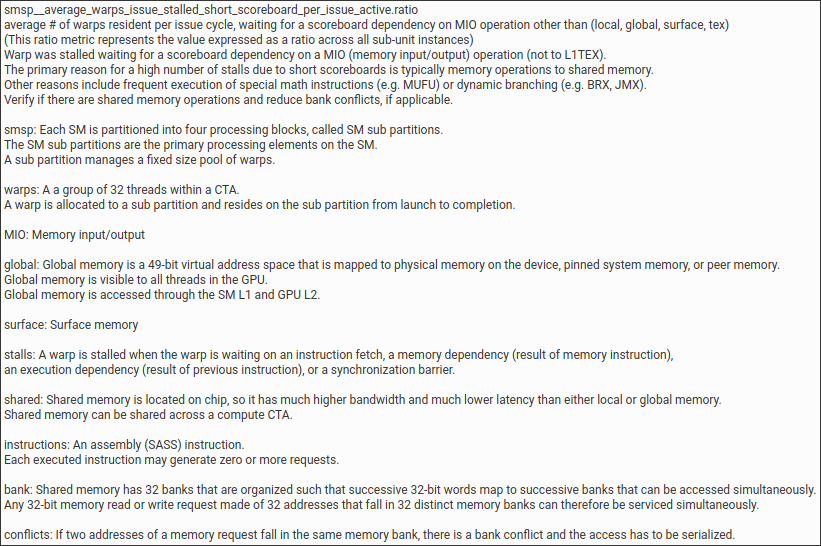 smsp__average_warps_issue_stalled_short_scoreboard_per_issue_active.ratio
average # of warps resident per issue cycle, waiting for a scoreboard dependency on MIO operation other than (local, global, surface, tex)
(This ratio metric represents the value expressed as a ratio across all sub-unit instances)
Warp was stalled waiting for a scoreboard dependency on a MIO (memory input/output) operation (not to L1TEX).
The primary reason for a high number of stalls due to short scoreboards is typically memory operations to shared memory.
Other reasons include frequent execution of special math instructions (e.g. MUFU) or dynamic branching (e.g. BRX, JMX).
Verify if there are shared memory operations and reduce bank conflicts, if applicable.
smsp: Each SM is partitioned into four processing blocks, called SM sub partitions.
The SM sub partitions are the primary processing elements on the SM.
A sub partition manages a fixed size pool of warps.
warps: A a group of 32 threads within a CTA.
A warp is allocated to a sub partition and resides on the sub partition from launch to completion.
MIO: Memory input/output
global: Global memory is a 49-bit virtual address space that is mapped to physical memory on the device, pinned system memory, or peer memory.
Global memory is visible to all threads in the GPU.
Global memory is accessed through the SM L1 and GPU L2.
surface: Surface memory
stalls: A warp is stalled when the warp is waiting on an instruction fetch, a memory dependency (result of memory instruction),
an execution dependency (result of previous instruction), or a synchronization barrier.
shared: Shared memory is located on chip, so it has much higher bandwidth and much lower latency than either local or global memory.
Shared memory can be shared across a compute CTA.
instructions: An assembly (SASS) instruction.
Each executed instruction may generate zero or more requests.
bank: Shared memory has 32 banks that are organized such that successive 32-bit words map to successive banks that can be accessed simultaneously.
Any 32-bit memory read or write request made of 32 addresses that fall in 32 distinct memory banks can therefore be serviced simultaneously.
conflicts: If two addresses of a memory request fall in the same memory bank, there is a bank conflict and the access has to be serialized.